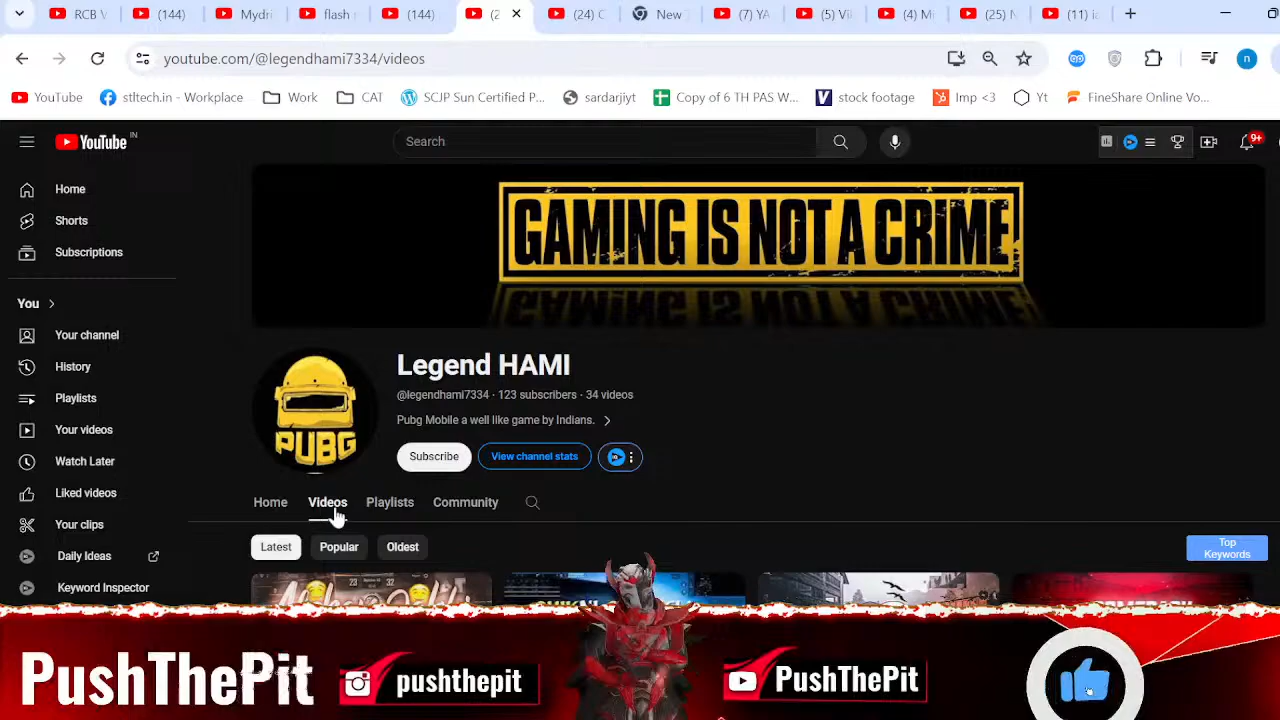 RCB V
(144)
Mydri
flash
(144)
(2
(24) C
New
(7) YA
(5) Vil
(4) Mi
(25) N
(11) ia
youtube.com/@legendhami7334/videos
n
YouTube
stltech.in - Workplace
Work
CAT
SCJP Sun Certified P...
sardarjiyt
Copy of 6 TH PAS W...
stock footage
Imp <3
Yt
FineShare Online Vo...
YouTube IN
Search
9+
Home
Shorts
Subscriptions
You
Your channel
History
Playlists
Your videos
Watch Later
Liked videos
Your clips
Daily Ideas
Keyword Inspector
GAMING IS NOT A CRIME
PUBG
Legend HAMI
@legendhami7334 · 123 subscribers · 34 videos
Pubg Mobile a well like game by Indians.
Subscribe
View channel stats
Home
Videos
Playlists
Community
Latest
Popular
Oldest
Top
Keywords
PushThePit
pushthepit
PushThePit